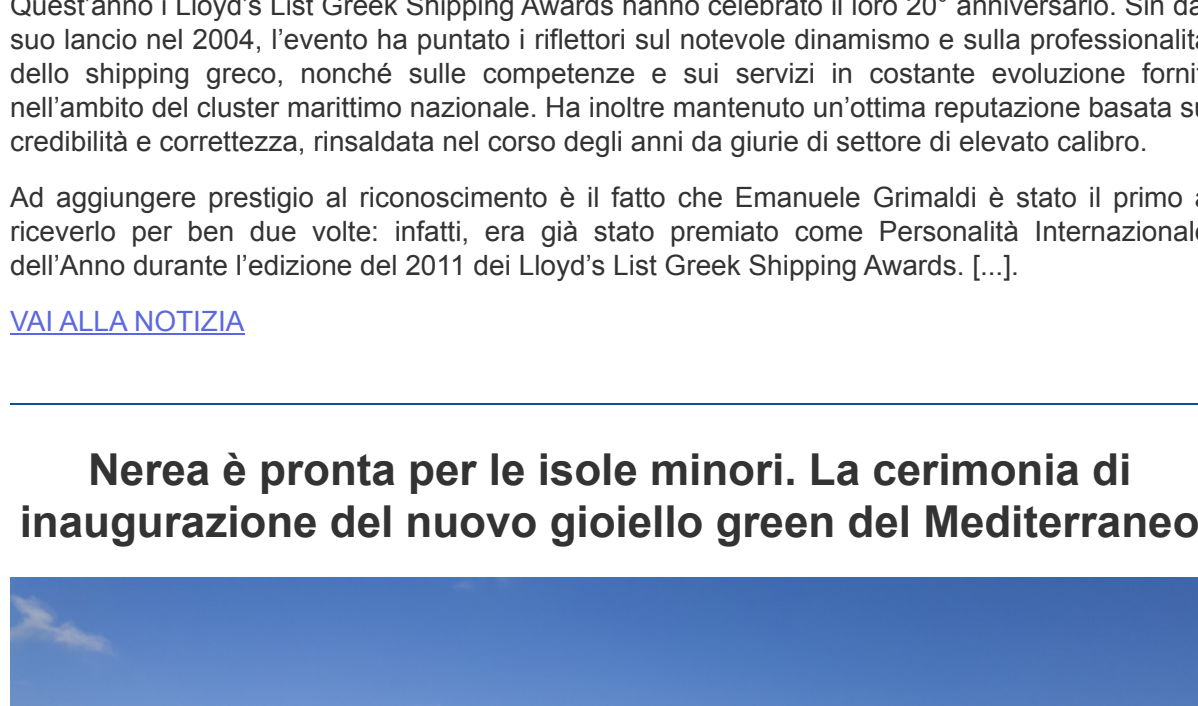 Quest'anno i Lloyd's List Greek Shipping Awards hanno celebrato il loro 20° anniversario. Sin dal
suo lancio nel 2004, l'evento ha puntato i riflettori sul notevole dinamismo e sulla professionalità
dello shipping greco, nonché sulle competenze e sui servizi in costante evoluzione forniti
nell'ambito del cluster marittimo nazionale. Ha inoltre mantenuto un'ottima reputazione basata su
credibilità e correttezza, rinsaldata nel corso degli anni da giurie di settore di elevato calibro.
Ad aggiungere prestigio al riconoscimento è il fatto che Emanuele Grimaldi è stato il primo a
riceverlo per ben due volte: infatti, era già stato premiato come Personalità Internazionale
dell'Anno durante l'edizione del 2011 dei Lloyd's List Greek Shipping Awards. [...].
VAI ALLA NOTIZIA
Nerea è pronta per le isole minori. La cerimonia di
inaugurazione del nuovo gioiello green del Mediterraneo